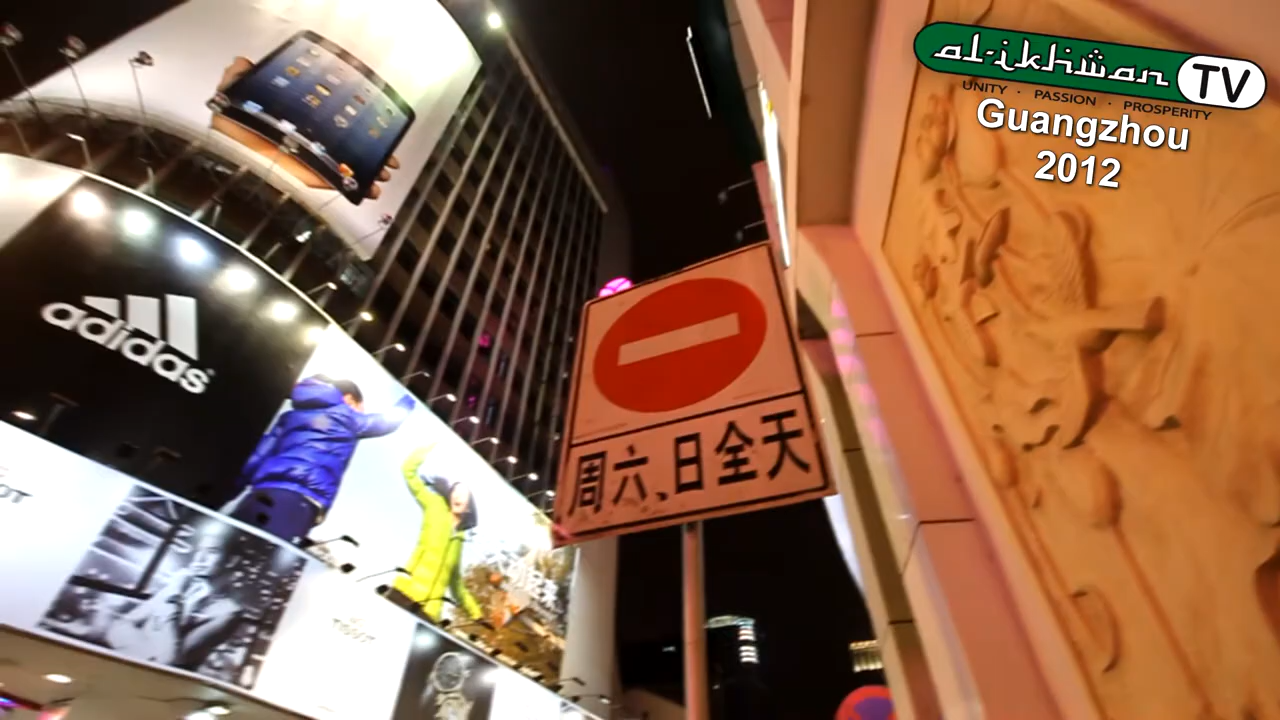 al-ikhwan TV
UNITY · PASSION · PROSPERITY
Guangzhou
2012
adidas
周六、日全天